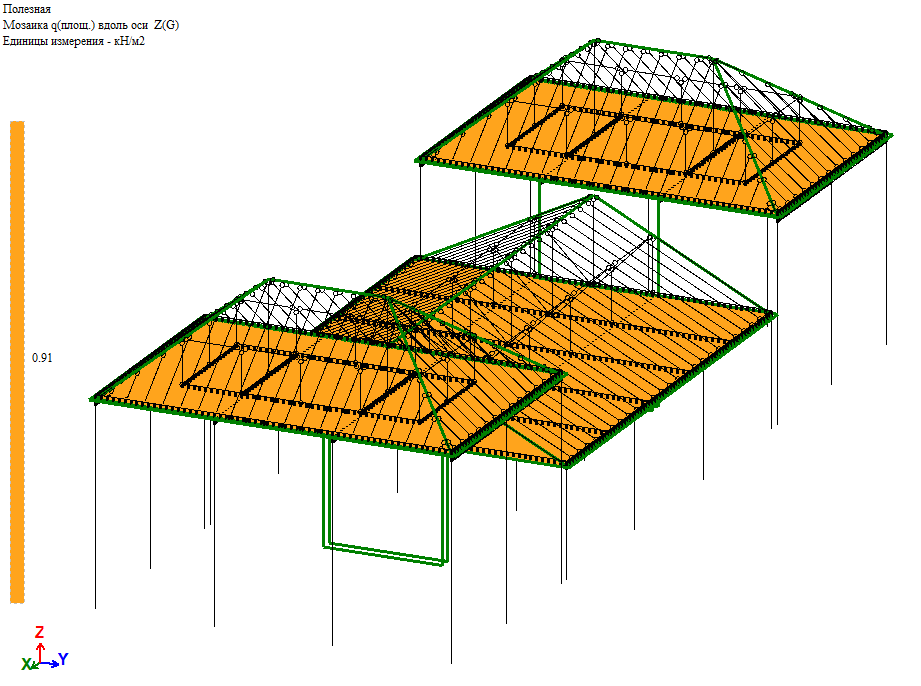 Полезная
Мозаика q(площ.) вдоль оси Z(G)
Единицы измерения - кН/м2
0.91
Z
X
Y